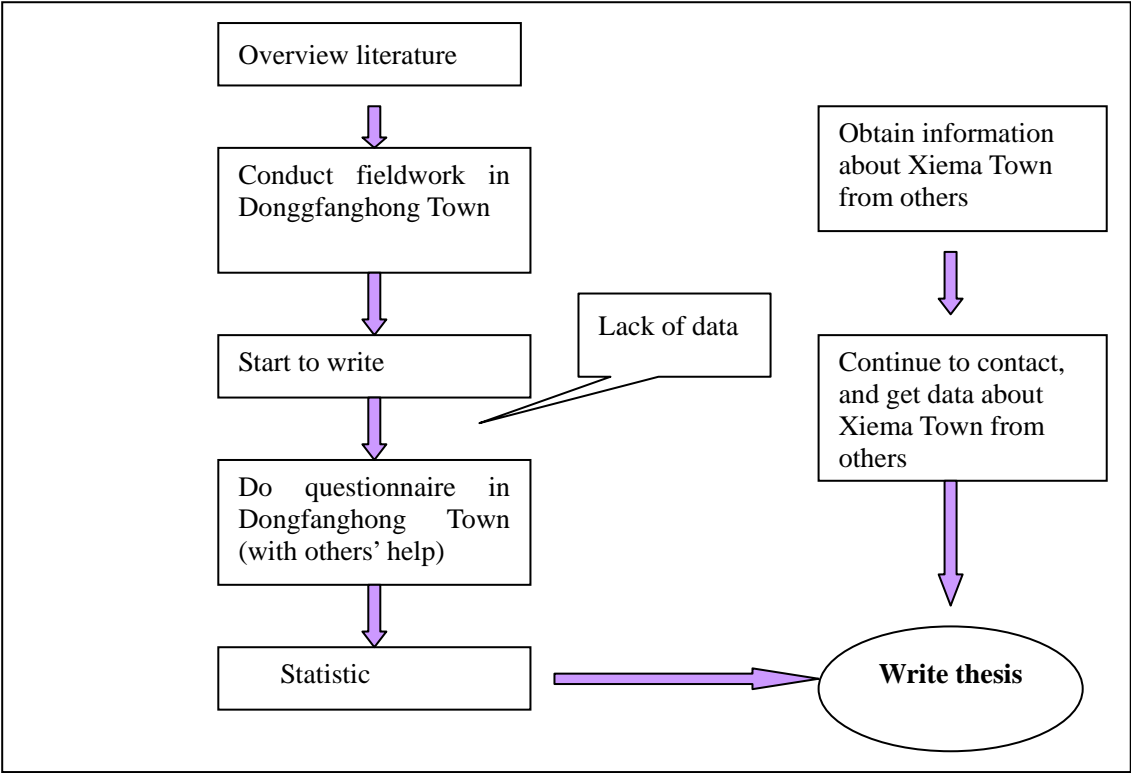 Overview literature
Conduct fieldwork in
Donggfanghong Town
Start to write
Lack of data
Do questionnaire in
Dongfanghong Town
(with others’ help)
Statistic
Obtain information
about Xiema Town
from others
Continue to contact,
and get data about
Xiema Town from
others
Write thesis